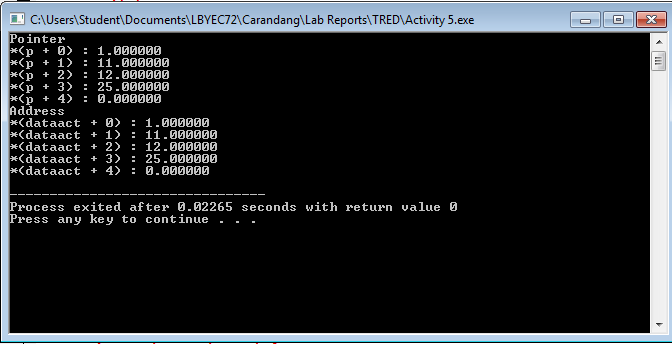 C:\Users\Student\Documents\LBYEC72\Carandang\Lab Reports\TRED\Activity 5.exe
Pointer
*(p + 0) : 1.000000
*(p + 1) : 11.000000
*(p + 2) : 12.000000
*(p + 3) : 25.000000
*(p + 4) : 0.000000
Address
*(dataact + 0) : 1.000000
*(dataact + 1) : 11.000000
*(dataact + 2) : 12.000000
*(dataact + 3) : 25.000000
*(dataact + 4) : 0.000000
--------------------------------
Process exited after 0.02265 seconds with return value 0
Press any key to continue . . .